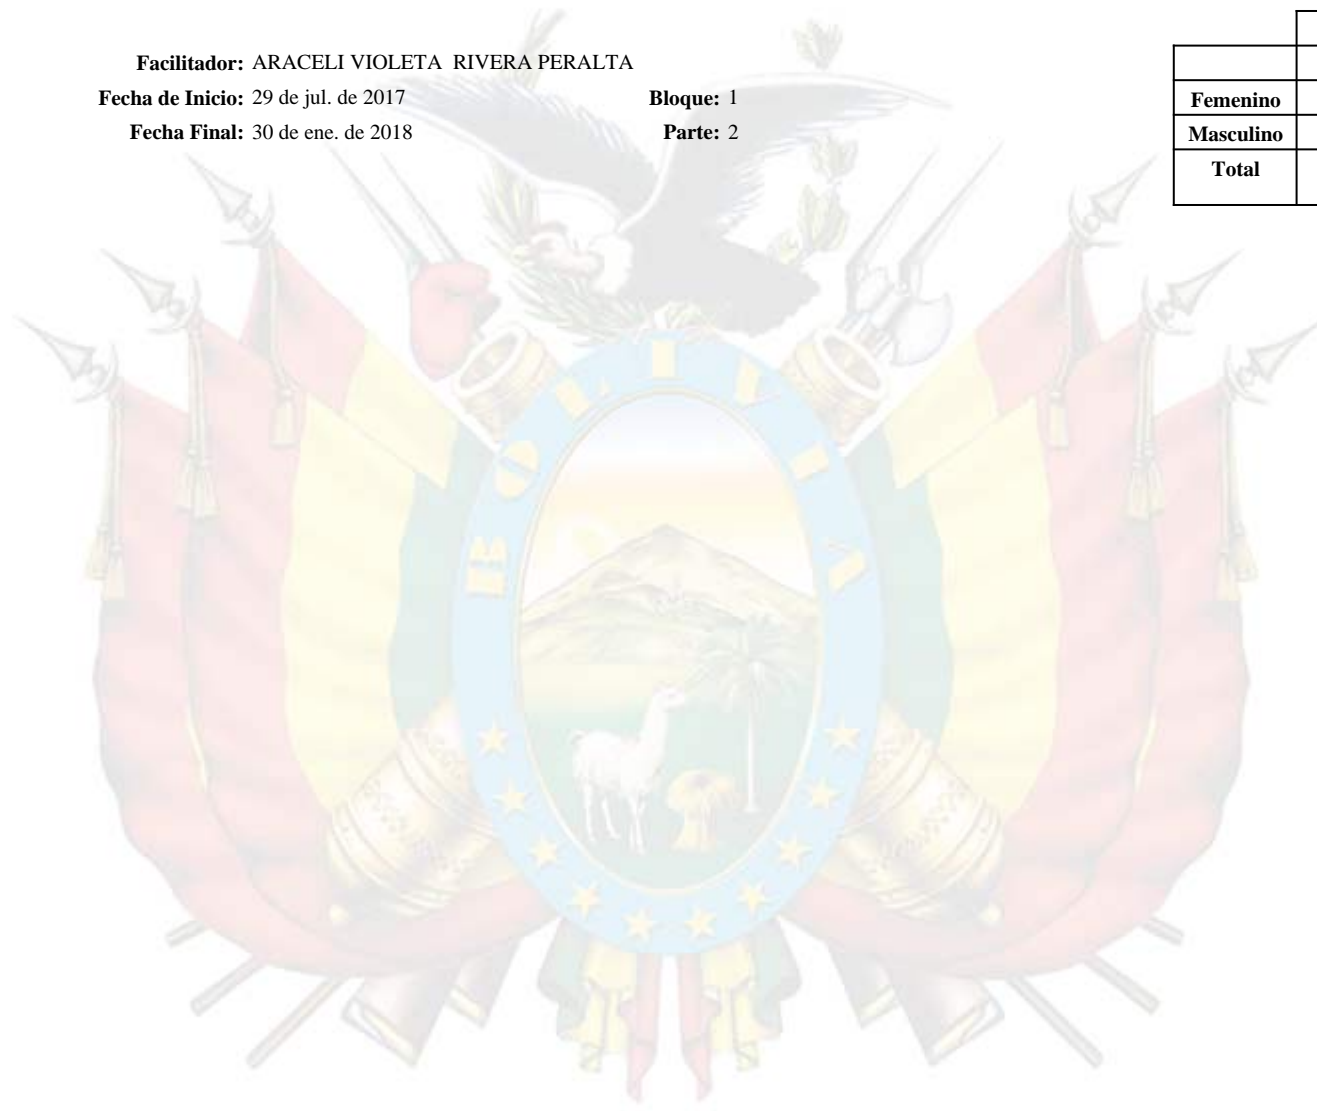 Facilitador: ARACELI VIOLETA RIVERA PERALTA
Fecha de Inicio: 29 de jul. de 2017 Bloque: 1
Fecha Final: 30 de ene. de 2018 Parte: 2
Femenino
Masculino
Total
BOLIVIA